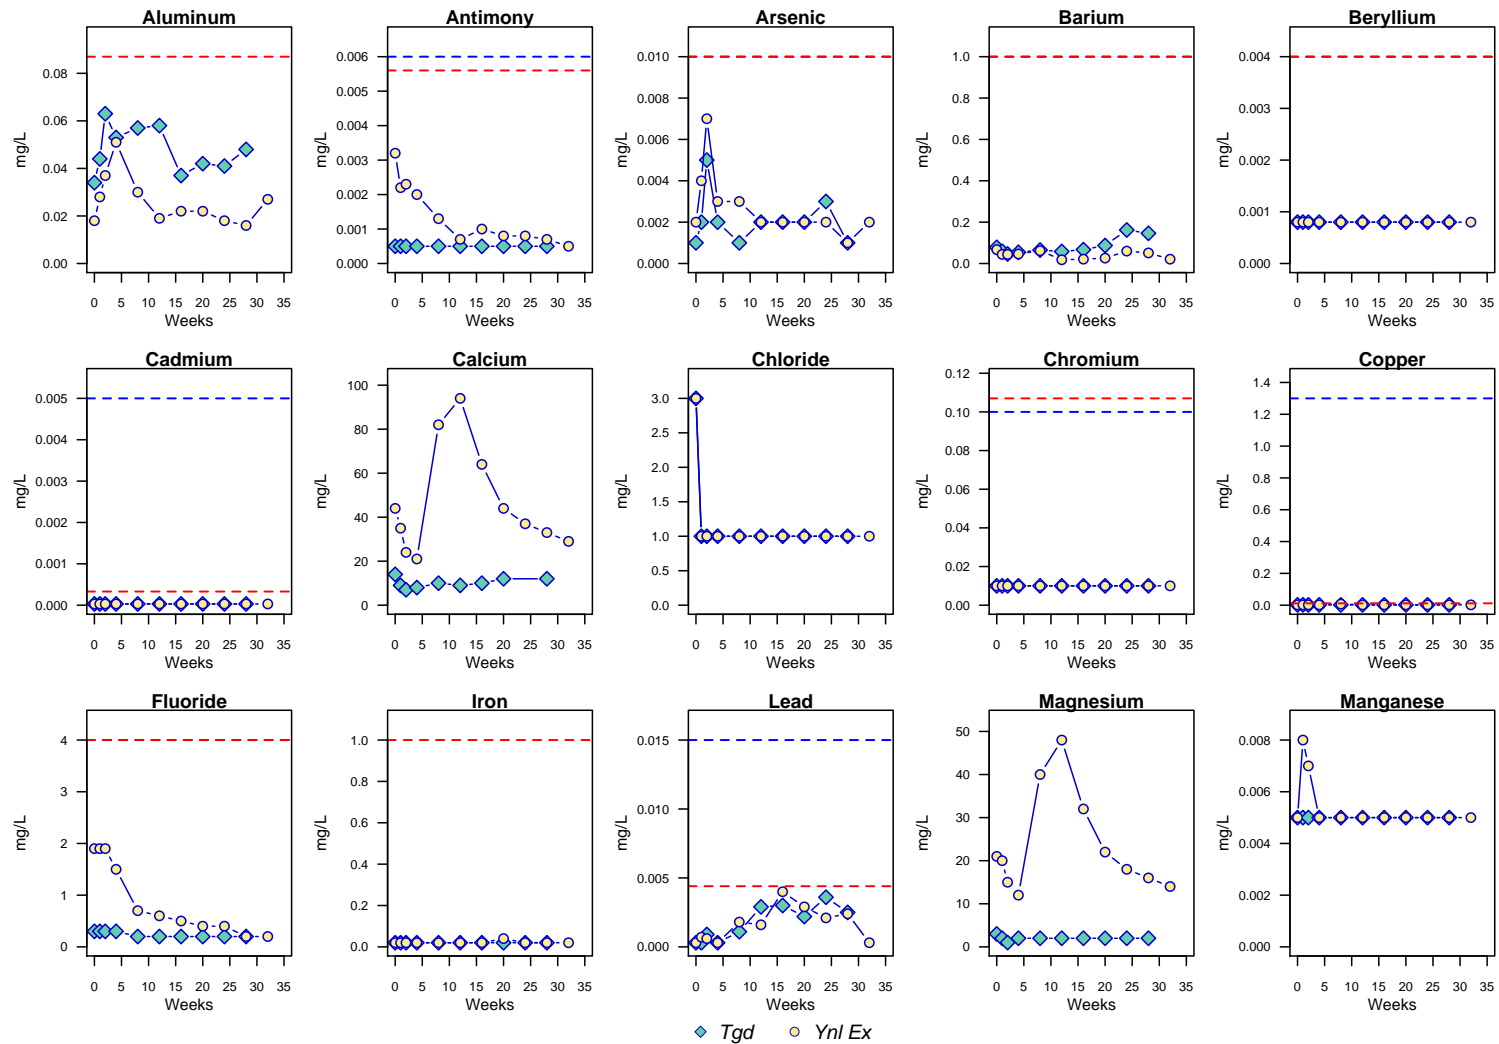 Aluminum
mg/L
0.08
0.06
0.04
0.02
0.00
0 5 10 15 20 25 30 35
Weeks
Antimony
mg/L
0.006
0.005
0.004
0.003
0.002
0.001
0.000
0 5 10 15 20 25 30 35
Weeks
Arsenic
mg/L
0.010
0.008
0.006
0.004
0.002
0.000
0 5 10 15 20 25 30 35
Weeks
Barium
mg/L
1.0
0.8
0.6
0.4
0.2
0.0
0 5 10 15 20 25 30 35
Weeks
Beryllium
mg/L
0.004
0.003
0.002
0.001
0.000
0 5 10 15 20 25 30 35
Weeks
Cadmium
mg/L
0.005
0.004
0.003
0.002
0.001
0.000
0 5 10 15 20 25 30 35
Weeks
Calcium
mg/L
100
80
60
40
20
0
0 5 10 15 20 25 30 35
Weeks
Chloride
mg/L
3.0
2.5
2.0
1.5
1.0
0.5
0.0
0 5 10 15 20 25 30 35
Weeks
Chromium
mg/L
0.12
0.10
0.08
0.06
0.04
0.02
0.00
0 5 10 15 20 25 30 35
Weeks
Copper
mg/L
1.4
1.2
1.0
0.8
0.6
0.4
0.2
0.0
0 5 10 15 20 25 30 35
Weeks
Fluoride
mg/L
4
3
2
1
0
0 5 10 15 20 25 30 35
Weeks
Iron
mg/L
1.0
0.8
0.6
0.4
0.2
0.0
0 5 10 15 20 25 30 35
Weeks
Lead
mg/L
0.015
0.010
0.005
0.000
0 5 10 15 20 25 30 35
Weeks
Magnesium
mg/L
50
40
30
20
10
0
0 5 10 15 20 25 30 35
Weeks
Manganese
mg/L
0.008
0.006
0.004
0.002
0.000
0 5 10 15 20 25 30 35
Weeks
Tgd Ynl Ex